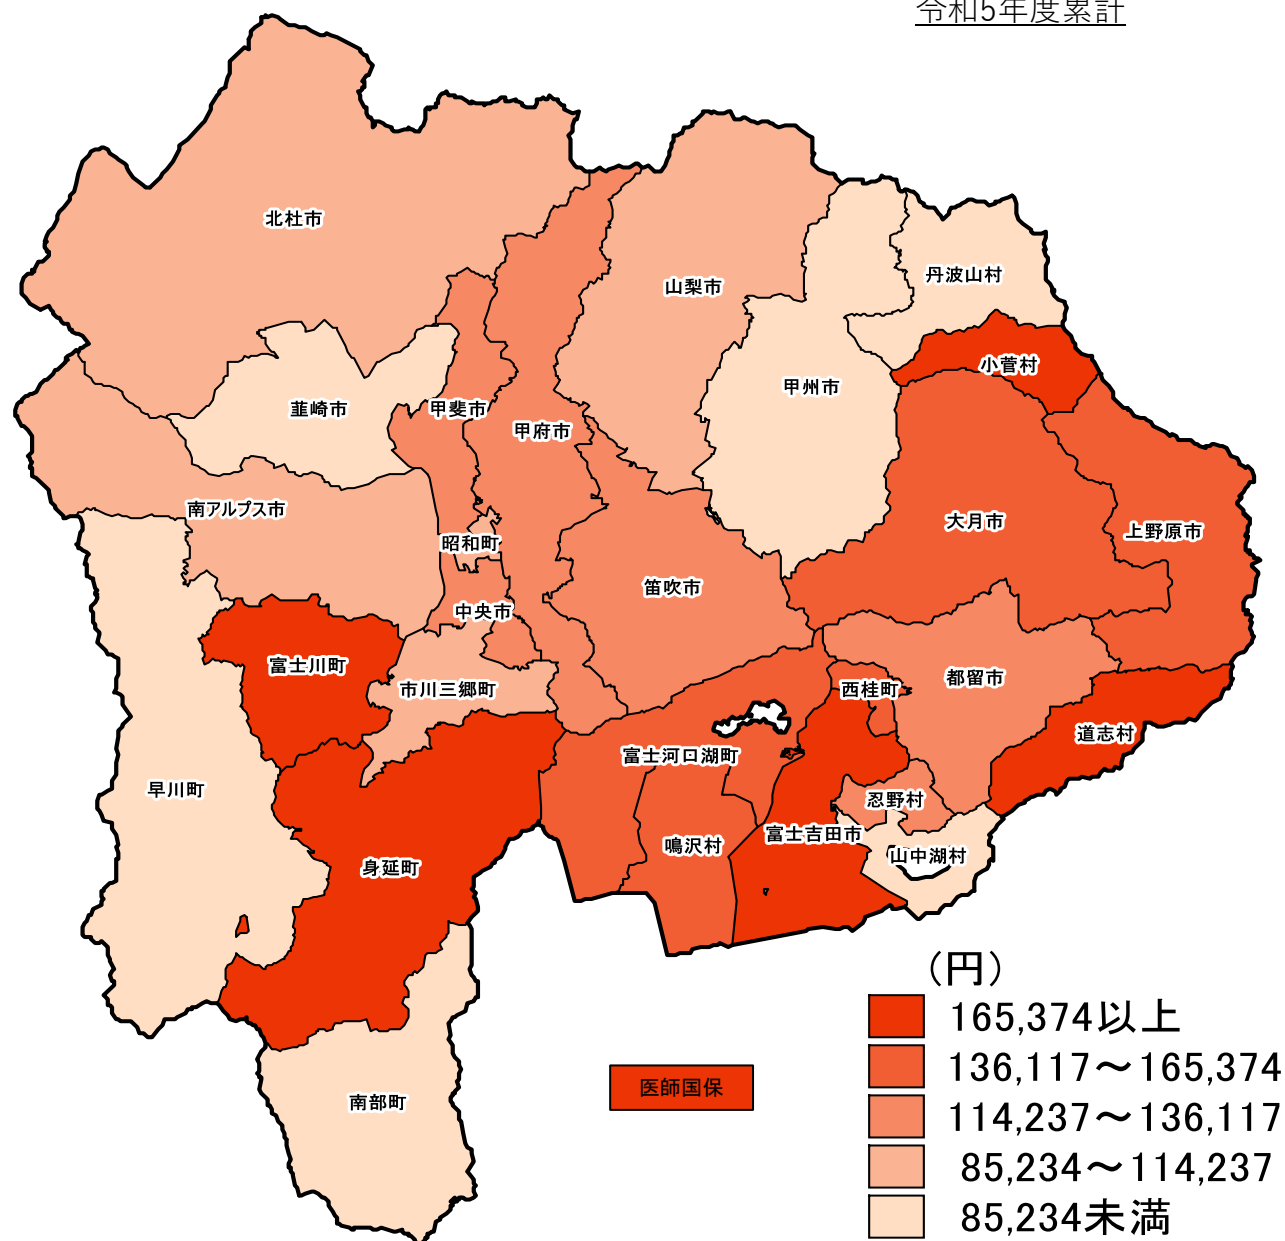 令和5年度累計
北杜市
山梨市
丹波山村
小菅村
甲州市
韮崎市
甲斐市
甲府市
南アルプス市
大月市
上野原市
昭和町
笛吹市
中央市
富士川町
市川三郷町
西桂町
都留市
道志村
富士河口湖町
早川町
忍野村
富士吉田市
鳴沢村
山中湖村
身延町
南部町
医師国保
(円)
165,374以上
136,117～165,374
114,237～136,117
85,234～114,237
85,234未満